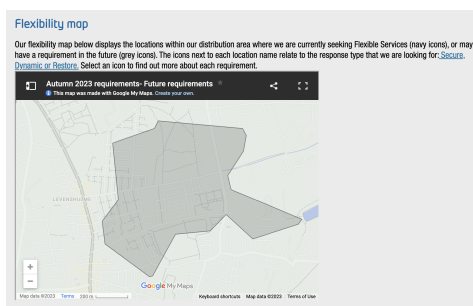 Flexibility map
Our flexibility map below displays the locations within our distribution area where we are currently seeking Flexible Services (navy icons), or may
have a requirement in the future (grey icons). The icons next to each location name relate to the response type that we are looking for: Secure,
Dynamic or Restore. Select an icon to find out more about each requirement.
Autumn 2023 requirements- Future requirements
This map was made with Google My Maps. Create your own.
LEVENSHULME
+
−
Google My Maps
Map data ©2023 Terms 200 m Keyboard shortcuts Map data ©2023 Terms of Use